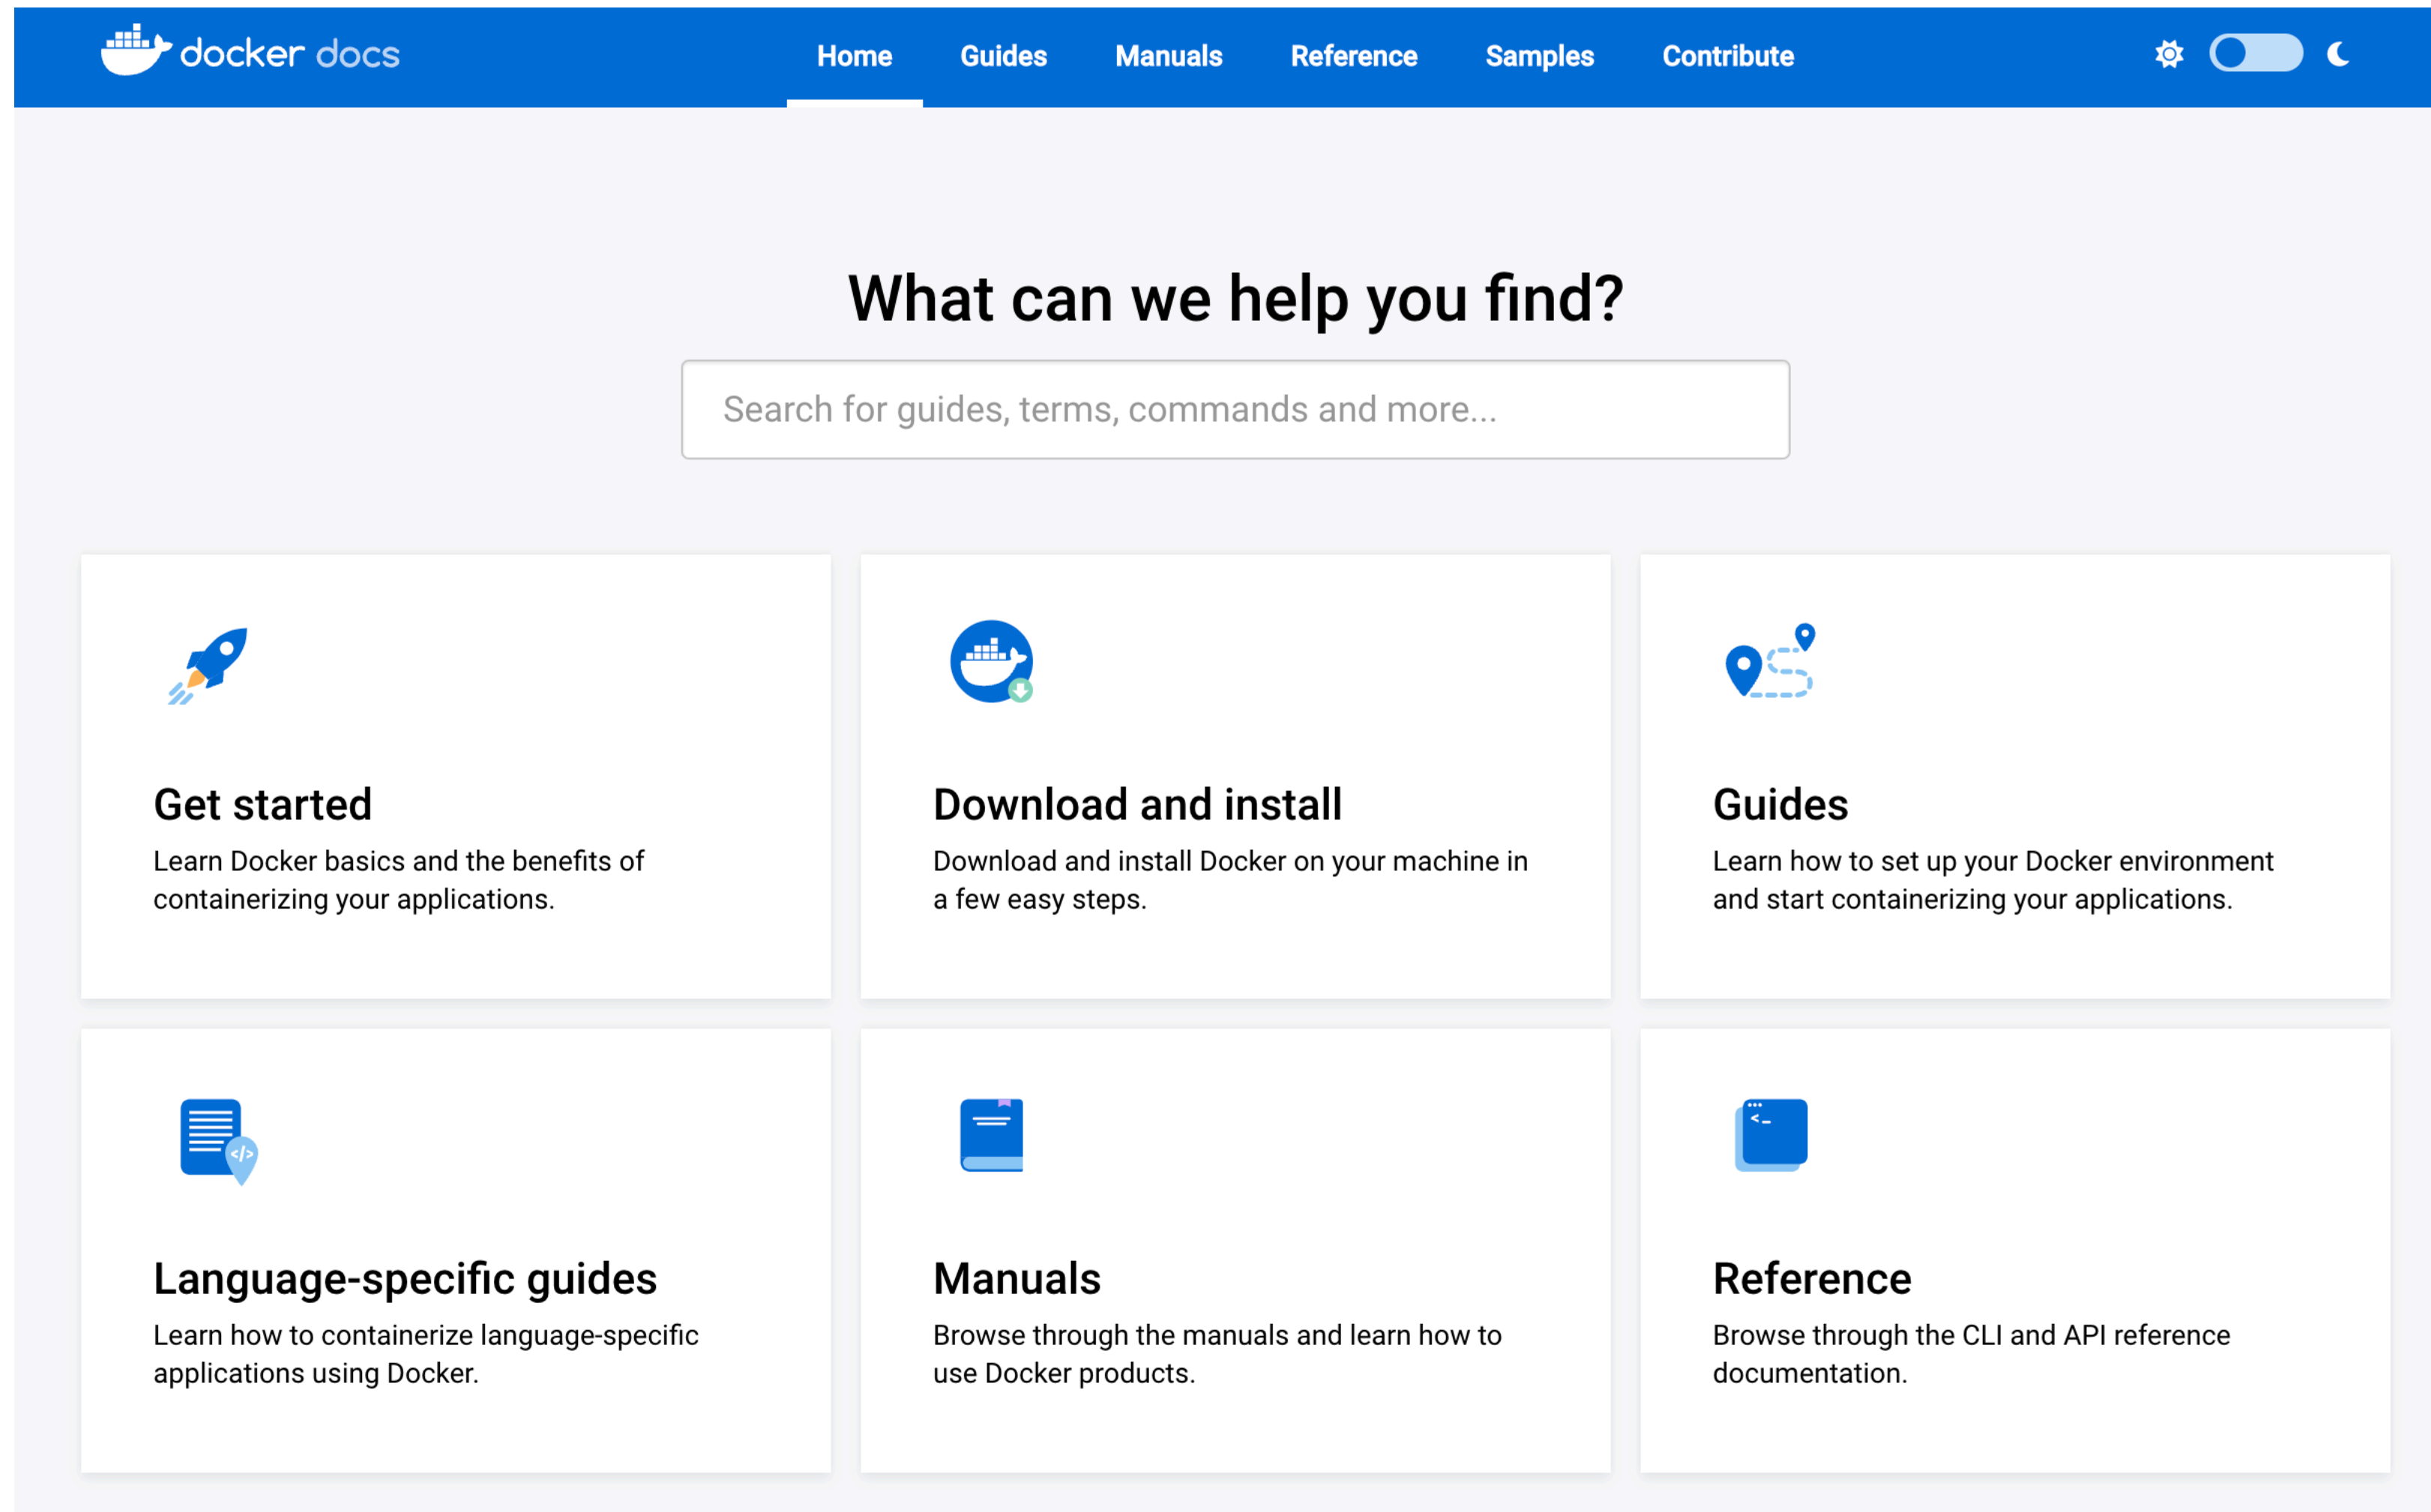 docker docs
Home Guides Manuals Reference Samples Contribute
What can we help you find?
Search for guides, terms, commands and more...
Get started
Learn Docker basics and the benefits of
containerizing your applications.
Download and install
Download and install Docker on your machine in
a few easy steps.
Guides
Learn how to set up your Docker environment
and start containerizing your applications.
</>
Language-specific guides
Learn how to containerize language-specific
applications using Docker.
Manuals
Browse through the manuals and learn how to
use Docker products.
<_
Reference
Browse through the CLI and API reference
documentation.